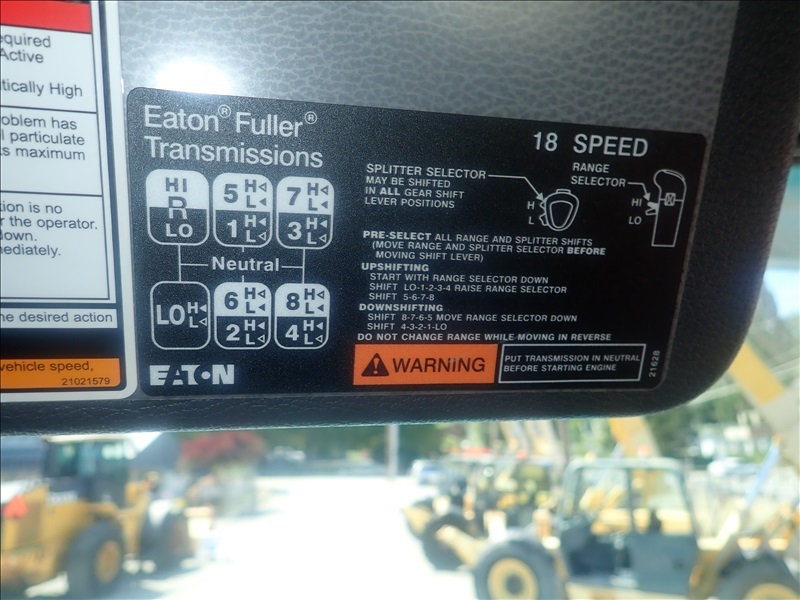 equired
Active
tically High
roblem has
l particulate
s maximum
tion is no
r the operator.
down.
mediately.
he desired action
vehicle speed,
21021579
Eaton® Fuller®
Transmissions
18 SPEED
HI
R
LO
5 H L
1 H L
7 H L
3 H L
Neutral
LO H L
6 H L
2 H L
8 H L
4 H L
EATON
SPLITTER SELECTOR
MAY BE SHIFTED
IN ALL GEAR SHIFT
LEVER POSITIONS
H
L
RANGE
SELECTOR
HI
LO
PRE-SELECT ALL RANGE AND SPLITTER SHIFTS
(MOVE RANGE AND SPLITTER SELECTOR BEFORE
MOVING SHIFT LEVER)
UPSHIFTING
START WITH RANGE SELECTOR DOWN
SHIFT LO-1-2-3-4 RAISE RANGE SELECTOR
SHIFT 5-6-7-8
DOWNSHIFTING
SHIFT 8-7-6-5 MOVE RANGE SELECTOR DOWN
SHIFT 4-3-2-1-LO
DO NOT CHANGE RANGE WHILE MOVING IN REVERSE
WARNING
PUT TRANSMISSION IN NEUTRAL
BEFORE STARTING ENGINE
21628